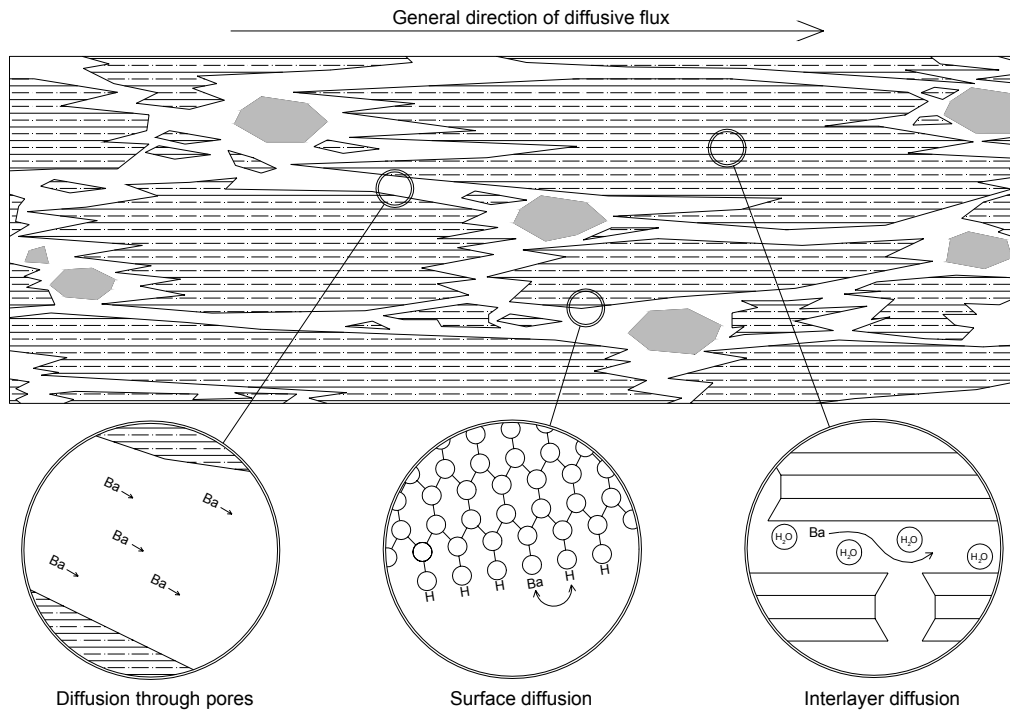 General direction of diffusive flux
Ba
Ba
Ba
Ba
Ba
H
H
H
Ba
H
H
H₂O
Ba
H₂O
H₂O
H₂O
Diffusion through pores
Surface diffusion
Interlayer diffusion